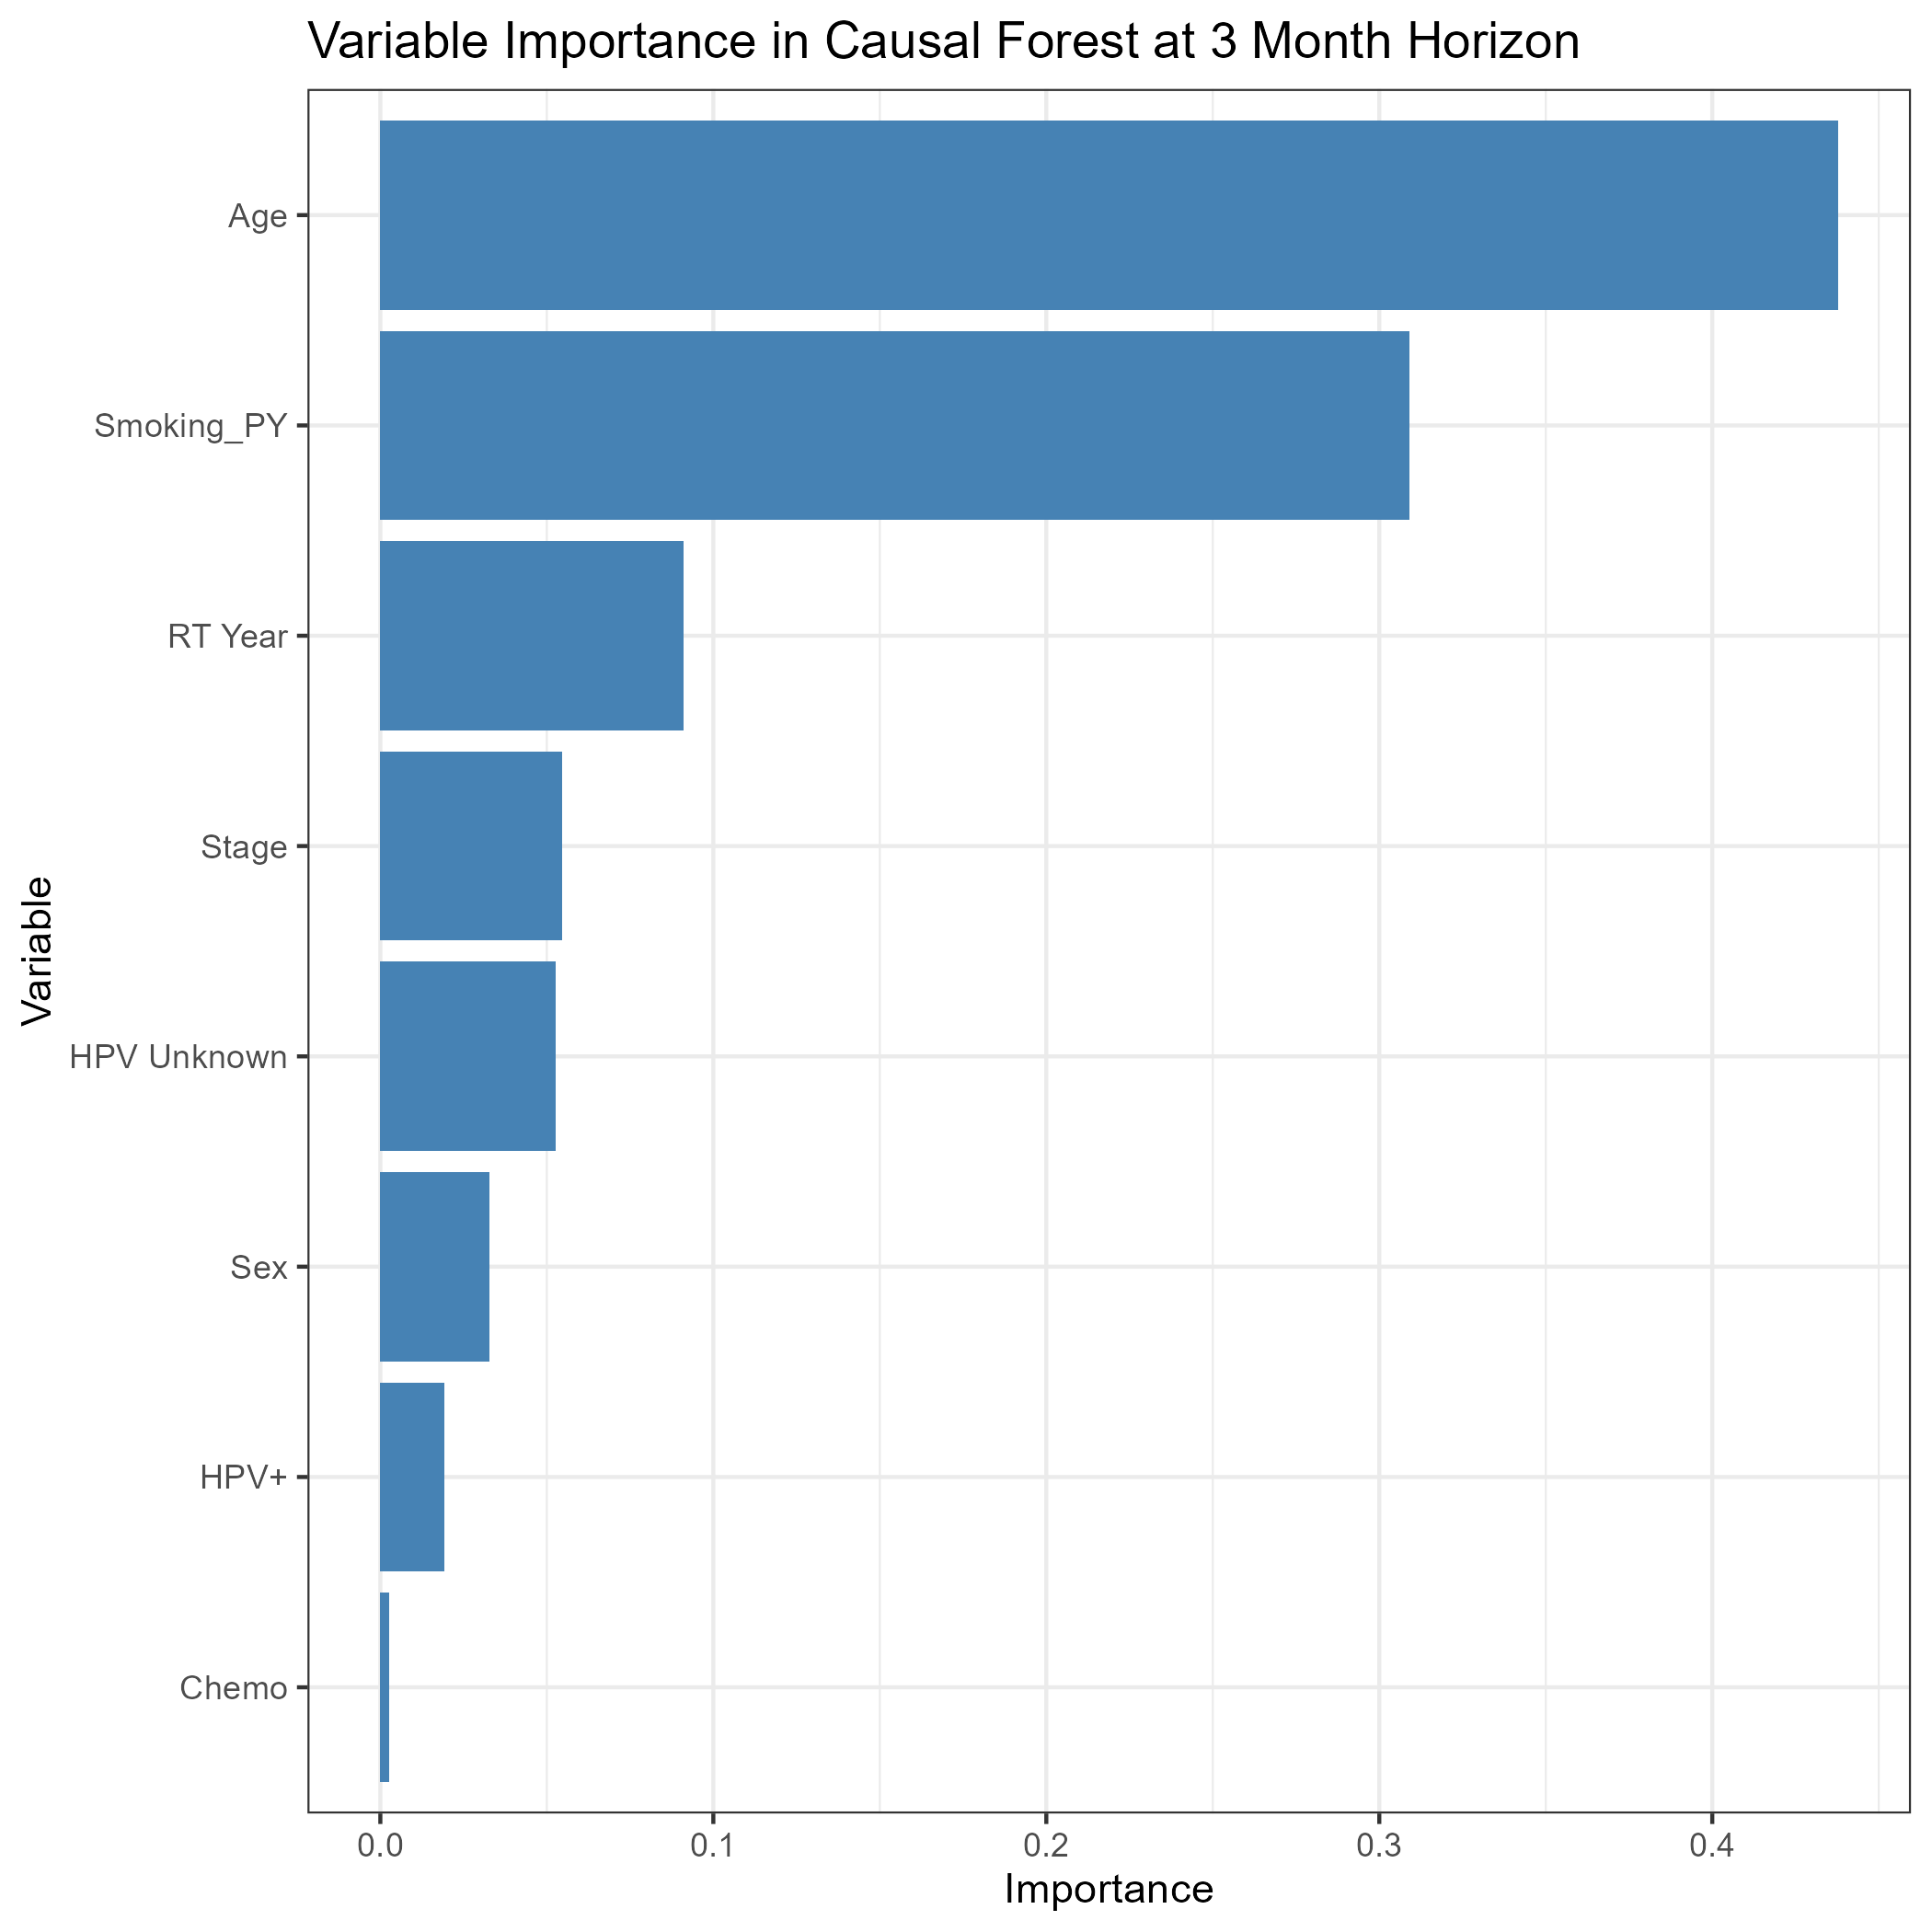 Variable Importance in Causal Forest at 3 Month Horizon
Variable
Age
Smoking_PY
RT Year
Stage
HPV Unknown
Sex
HPV+
Chemo
0.0 0.1 0.2 0.3 0.4
Importance